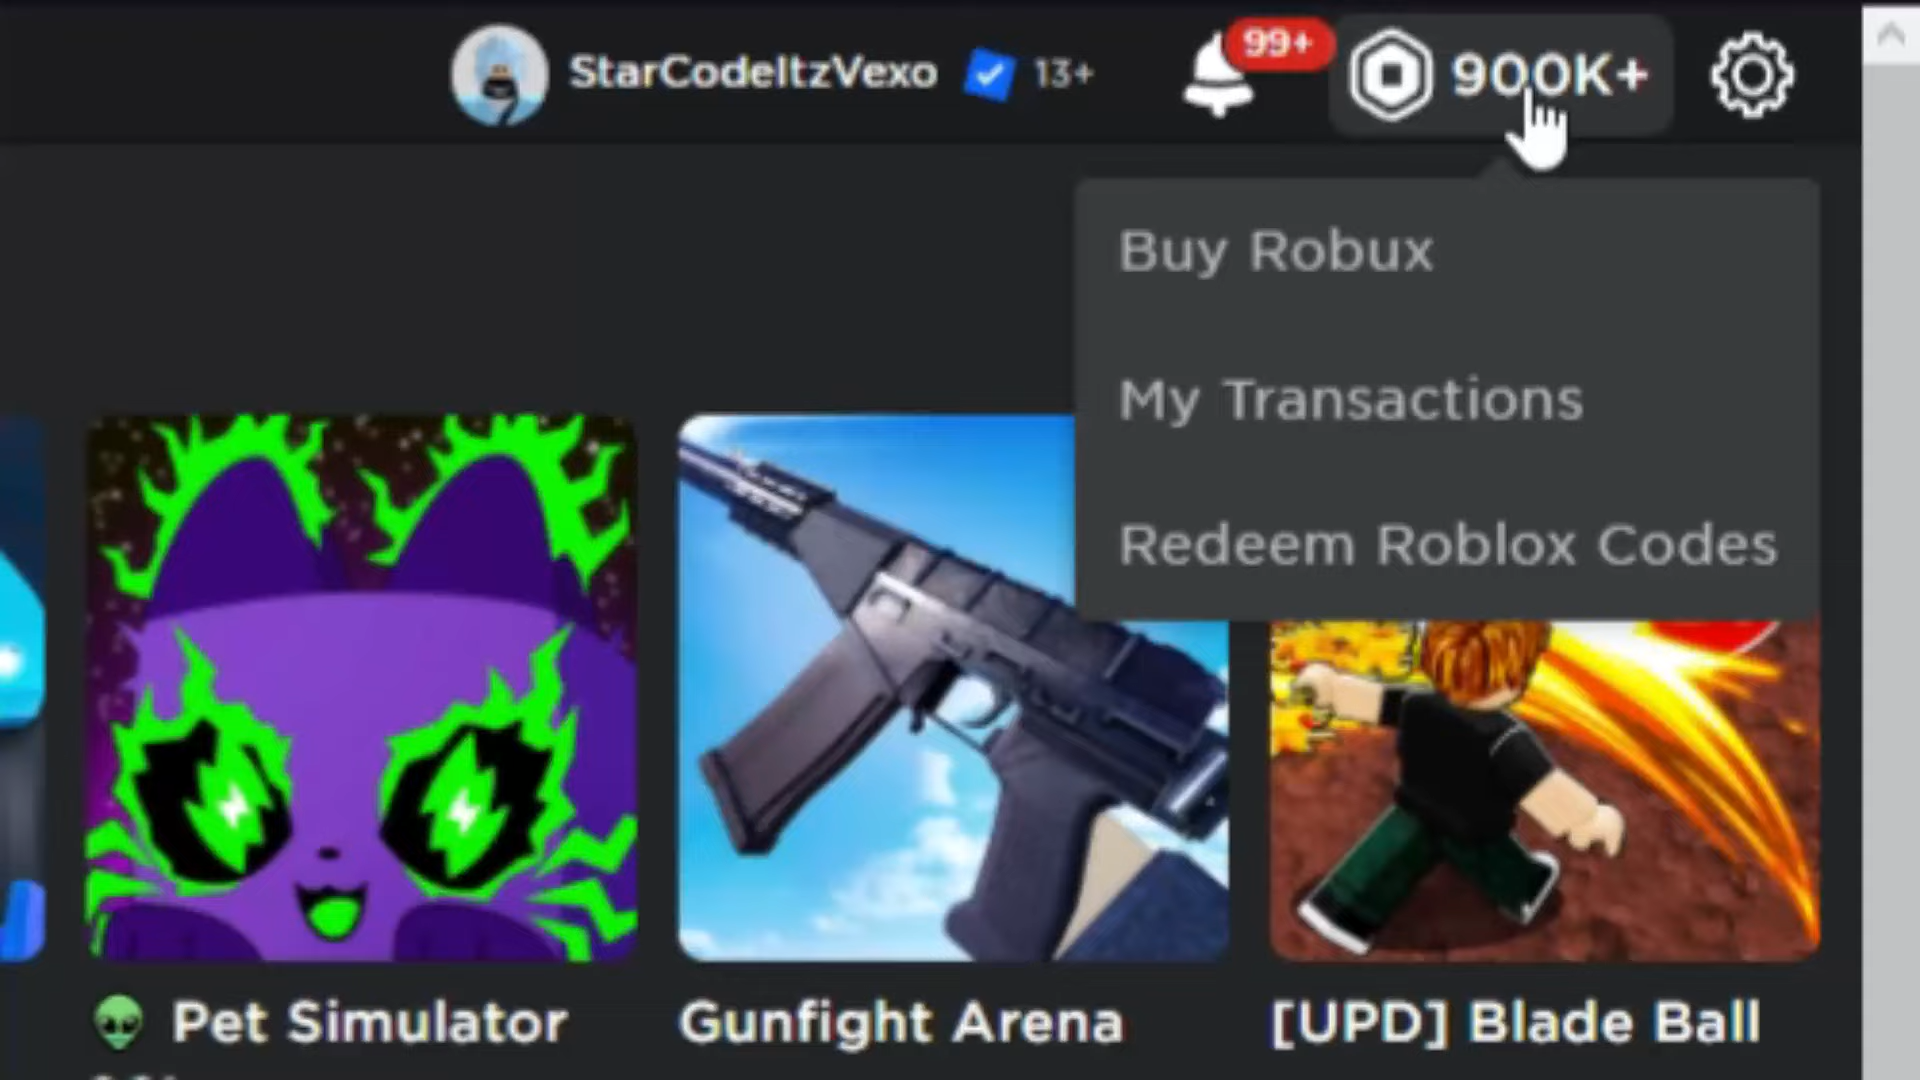 StarCodeItzVexo 13+ 99+ 900K+
Buy Robux
My Transactions
Redeem Roblox Codes
Pet Simulator
Gunfight Arena
[UPD] Blade Ball